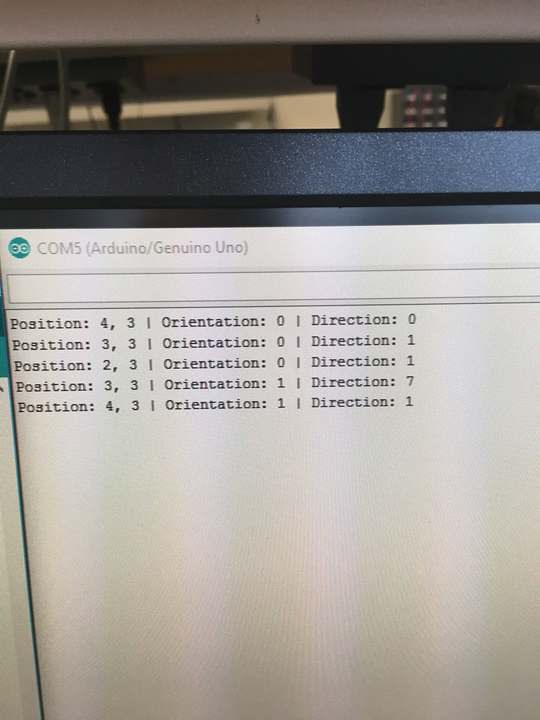 COM5 (Arduino/Genuino Uno)
Position: 4, 3 | Orientation: 0 | Direction: 0
Position: 3, 3 | Orientation: 0 | Direction: 1
Position: 2, 3 | Orientation: 0 | Direction: 1
Position: 3, 3 | Orientation: 1 | Direction: 7
Position: 4, 3 | Orientation: 1 | Direction: 1